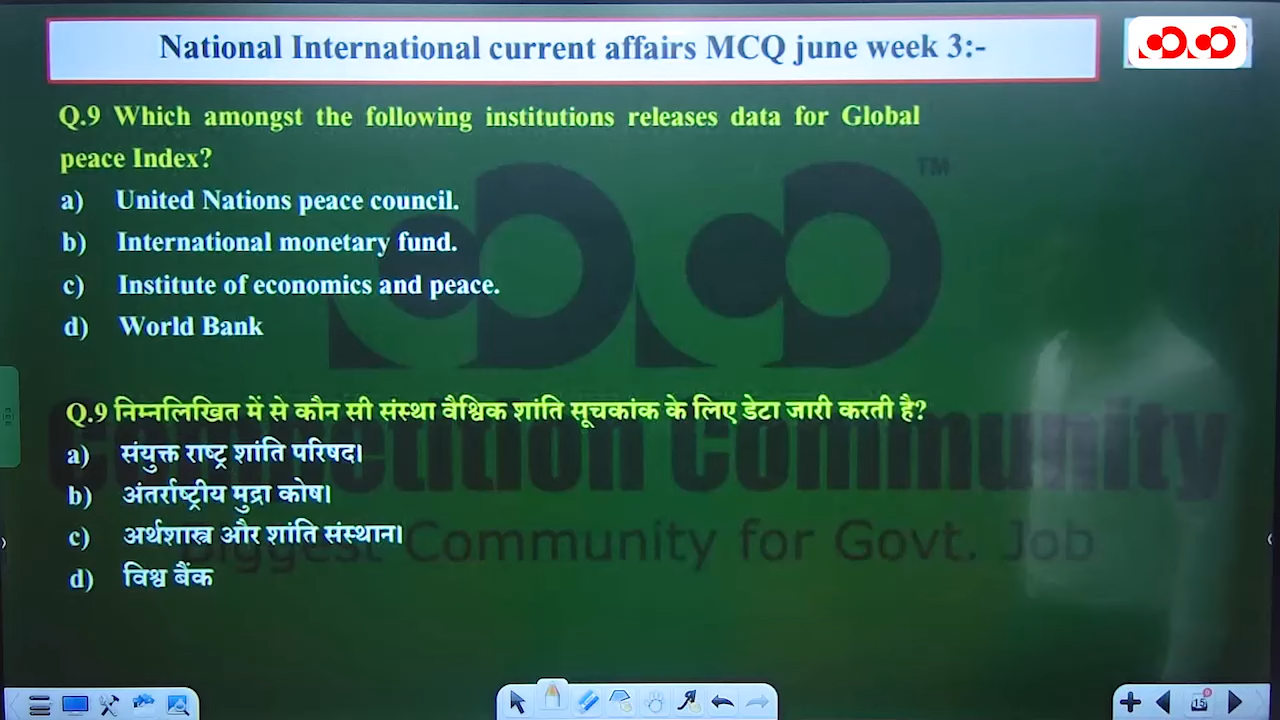 National International current affairs MCQ june week 3:-
Q.9 Which amongst the following institutions releases data for Global
peace Index?
a) United Nations peace council.
b) International monetary fund.
c) Institute of economics and peace.
d) World Bank
TM
Q.9 निम्नलिखित में से कौन सी संस्था वैश्विक शांति सूचकांक के लिए डेटा जारी करती है?
a) संयुक्त राष्ट्र शांति परिषद।
b) अंतर्राष्ट्रीय मुद्रा कोष।
c) अर्थशास्त्र और शांति संस्थान।
d) विश्व बैंक
Competition Community
Biggest Community for Govt. Job
15